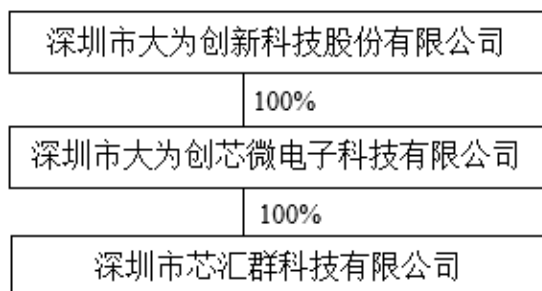 深圳市大为创新科技股份有限公司
100%
深圳市大为创芯微电子科技有限公司
100%
深圳市芯汇群科技有限公司